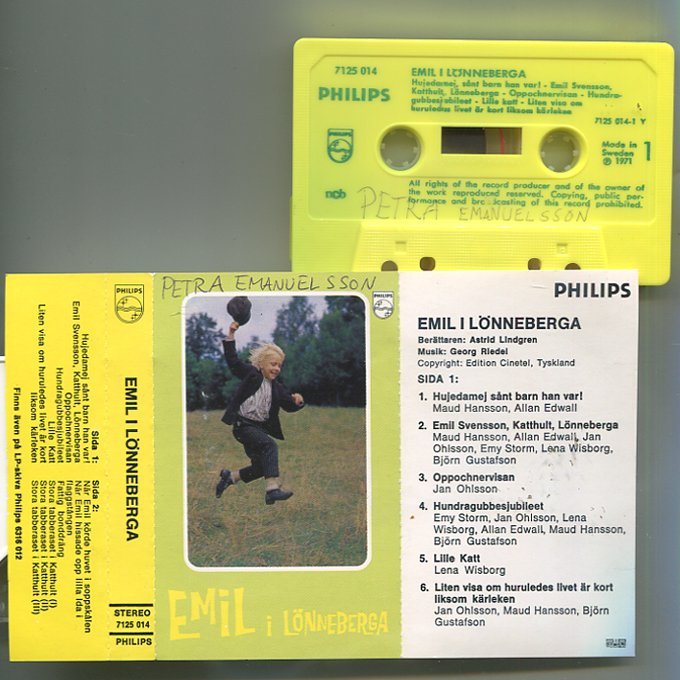 7125 014
EMIL I LÖNNEBERGA
Hujedamej, sånt barn han var! - Emil Svensson,
Katthult, Lönneberga - Oppochnervisan - Hundra-
gubbesjubileet - Lille katt - Liten visa om
huruledes livet är kort liksom kärleken
PHILIPS
7125 014-1 Y
PHILIPS
Made in
Sweden
℗ 1971
1
ncb
All rights of the record producer and of the owner of
the work reproduced reserved. Copying, public per-
formance and broadcasting of this record prohibited.
PETRA EMANUELSSON
PHILIPS
Sida 1:
Hujedamej sånt barn han var!
Emil Svensson, Katthult, Lönneberga
Oppochnervisan
Hundragubbesjubileet
Lille Katt
Liten visa om huruledes livet är kort
liksom kärleken
Sida 2:
När Emil körde huvet i soppskålen
När Emil hissade opp lilla Ida i
flaggstången
Fattig bonddräng
Stora tabberaset i Katthult (I)
Stora tabberaset i Katthult (II)
Stora tabberaset i Katthult (III)
Finns även på LP-skiva Philips 6316 012
EMIL I LÖNNEBERGA
STEREO
7125 014
PHILIPS
PETRA EMANUELSSON
PHILIPS
EMIL i LÖNNEBERGA
PHILIPS
EMIL I LÖNNEBERGA
Berättaren: Astrid Lindgren
Musik: Georg Riedel
Copyright: Edition Cinetel, Tyskland
SIDA 1:
1. Hujedamej sånt barn han var!
Maud Hansson, Allan Edwall
2. Emil Svensson, Katthult, Lönneberga
Maud Hansson, Allan Edwall, Jan
Ohlsson, Emy Storm, Lena Wisborg,
Björn Gustafson
3. Oppochnervisan
Jan Ohlsson
4. Hundragubbesjubileet
Emy Storm, Jan Ohlsson, Lena
Wisborg, Allan Edwall, Maud Hansson,
Björn Gustafson
5. Lille Katt
Lena Wisborg
6. Liten visa om huruledes livet är kort
liksom kärleken
Jan Ohlsson, Maud Hansson, Björn
Gustafson